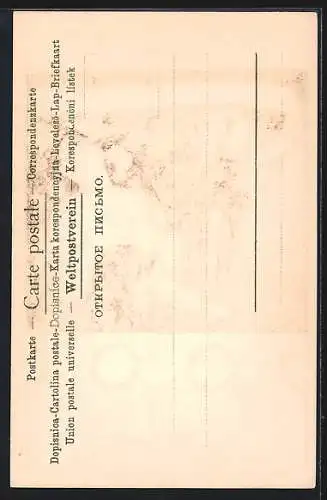 Postkarte — Carte postale — Correspondenzkarte
Dopisnica-Cartolina postale-Dopisnice-Karta korespondencyjna-Levelező-Lap-Briefkaart
Union postale universelle — Weltpostverein — Korespondenční lístek
ОТКРЫТОЕ ПИСЬМО.